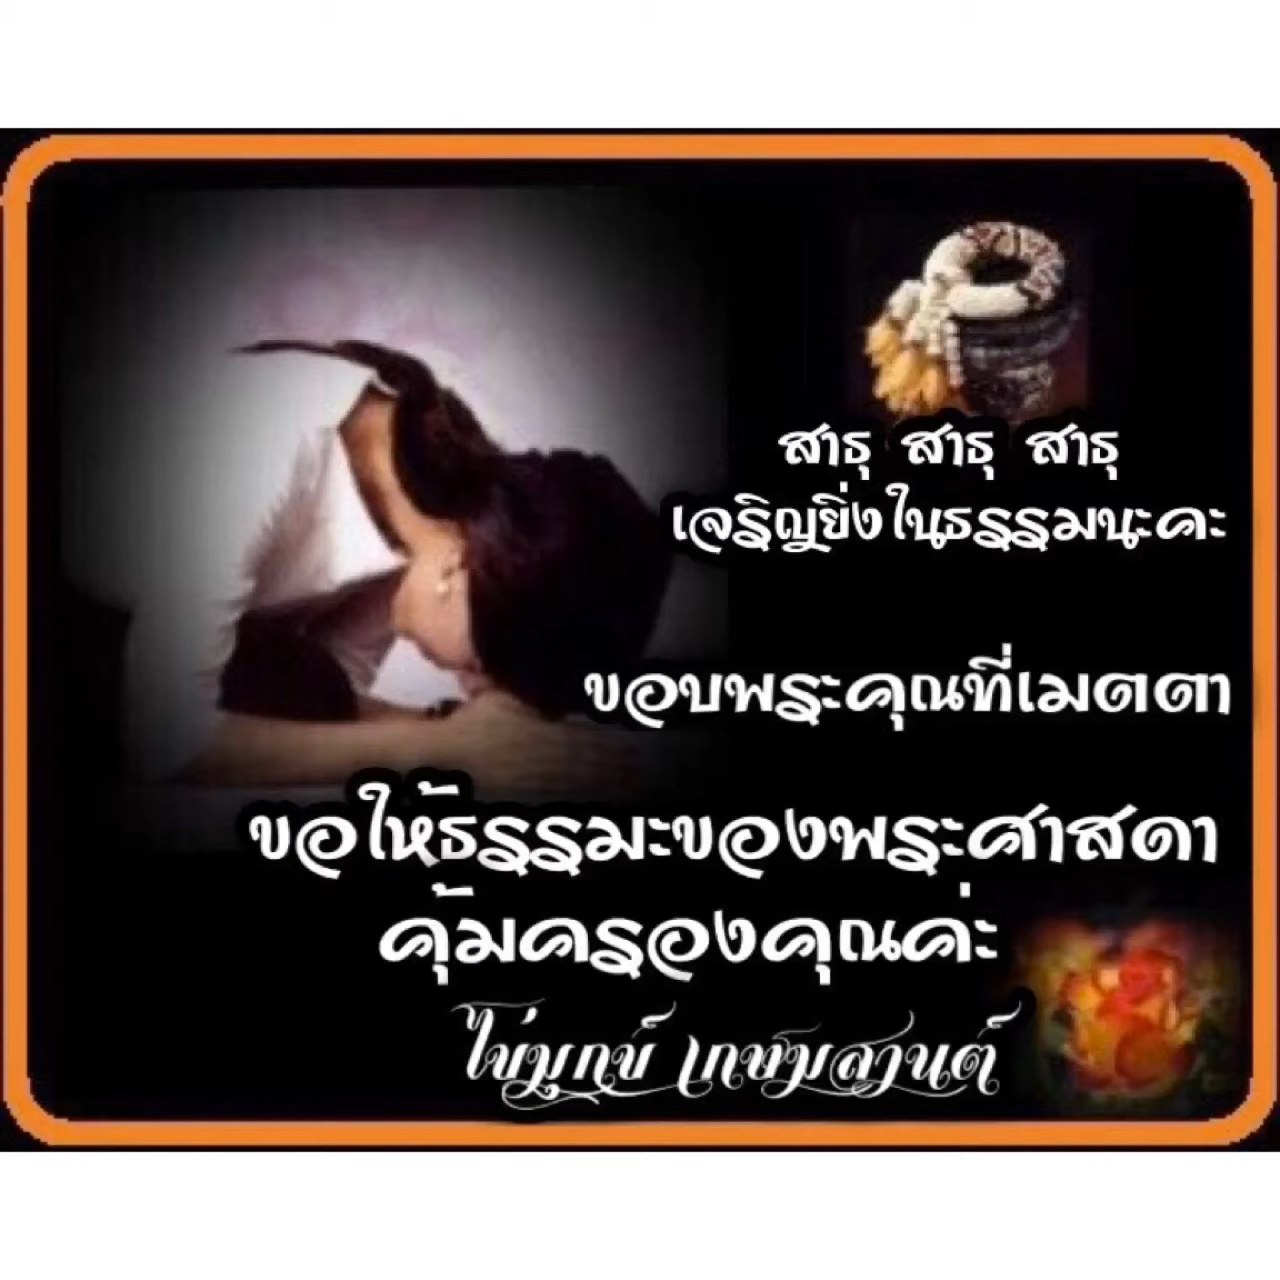 สาธุ สาธุ สาธุ
เจริญยิ่งในธรรมนะคะ
ขอบพระคุณที่เมตตา
ขอให้ธรรมะของพระศาสดา
คุ้มครองคุณค่ะ
ไข่มุกข์ เกษมสานต์